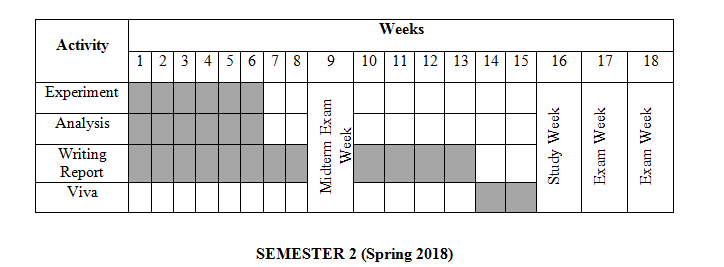 Activity
Weeks
1 2 3 4 5 6 7 8 9 10 11 12 13 14 15 16 17 18
Experiment
Analysis
Writing
Report
Viva
Midterm Exam
Week
Study Week
Exam Week
Exam Week
SEMESTER 2 (Spring 2018)